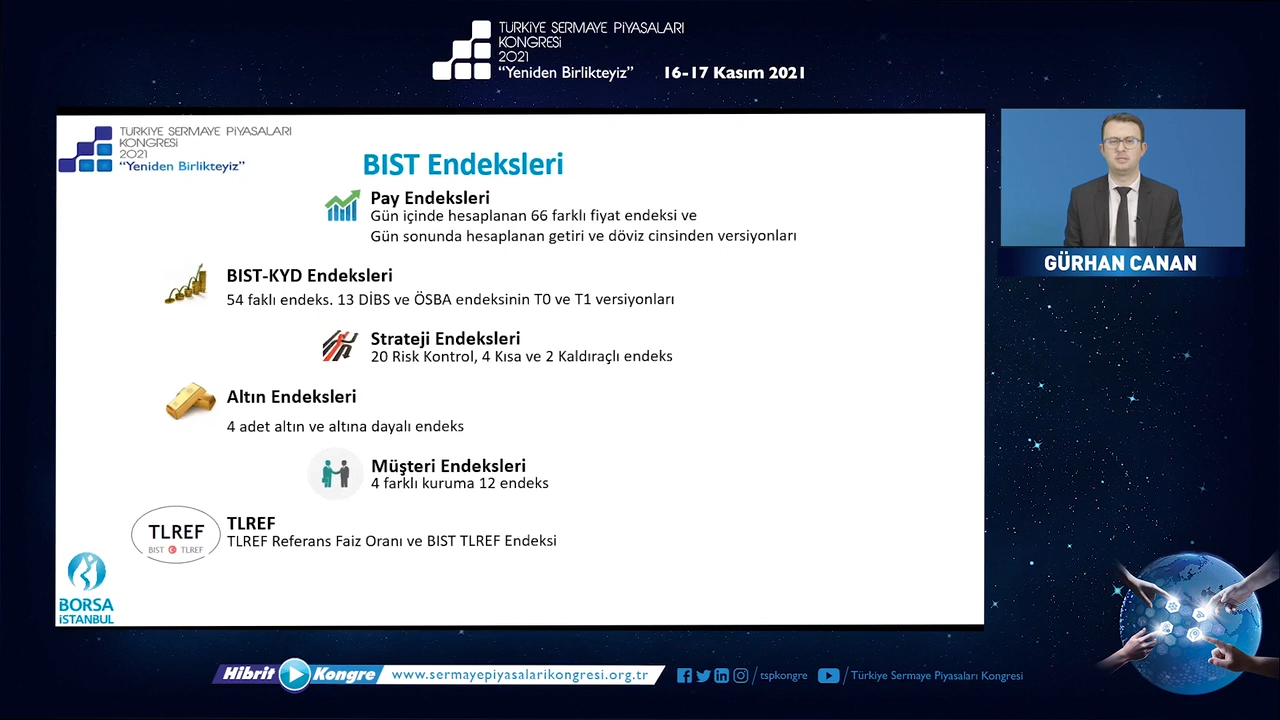 TÜRKİYE SERMAYE PİYASALARI
KONGRESİ
2021
“Yeniden Birlikteyiz”
16-17 Kasım 2021
TÜRKİYE SERMAYE PİYASALARI
KONGRESİ
2021
“Yeniden Birlikteyiz”
BIST Endeksleri
Pay Endeksleri
Gün içinde hesaplanan 66 farklı fiyat endeksi ve
Gün sonunda hesaplanan getiri ve döviz cinsinden versiyonları
BIST-KYD Endeksleri
54 faklı endeks. 13 DİBS ve ÖSBA endeksinin T0 ve T1 versiyonları
Strateji Endeksleri
20 Risk Kontrol, 4 Kısa ve 2 Kaldıraçlı endeks
Altın Endeksleri
4 adet altın ve altına dayalı endeks
Müşteri Endeksleri
4 farklı kuruma 12 endeks
TLREF
BIST TLREF
TLREF
TLREF Referans Faiz Oranı ve BIST TLREF Endeksi
BORSA
İSTANBUL
GÜRHAN CANAN
Hibrit Kongre
www.sermayepiyasalarikongresi.org.tr
/ tspkongre
/ Türkiye Sermaye Piyasaları Kongresi